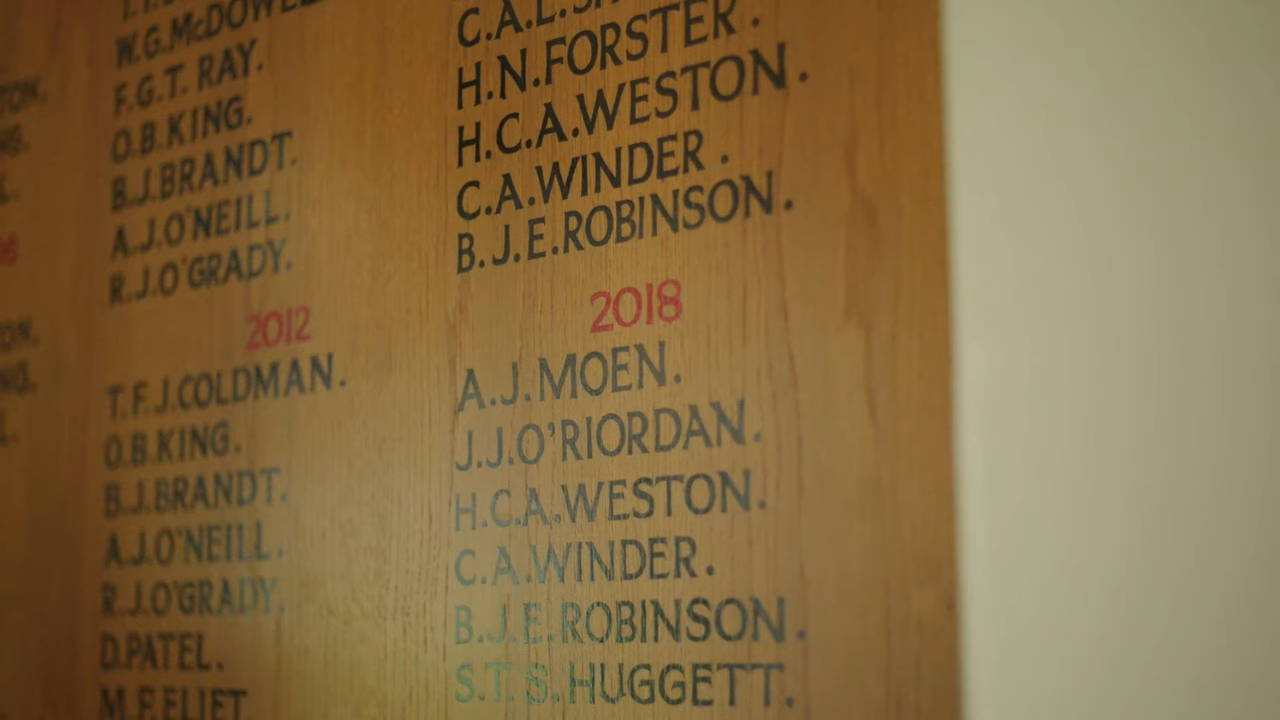 TON.
W.G.McDOWELL
F.G.T. RAY.
O.B.KING.
B.J.BRANDT.
A.J.O'NEILL.
R.J.O'GRADY.
2012
T.F.J.COLDMAN.
O.B.KING.
B.J.BRANDT.
A.J.O'NEILL.
R.J.O'GRADY.
D.PATEL.
C.A.L.
H.N.FORSTER.
H.C.A.WESTON.
C.A.WINDER.
B.J.E.ROBINSON.
2018
A.J.MOEN.
J.J.O'RIORDAN.
H.C.A.WESTON.
C.A.WINDER.
B.J.E.ROBINSON.
S.T.S.HUGGETT.